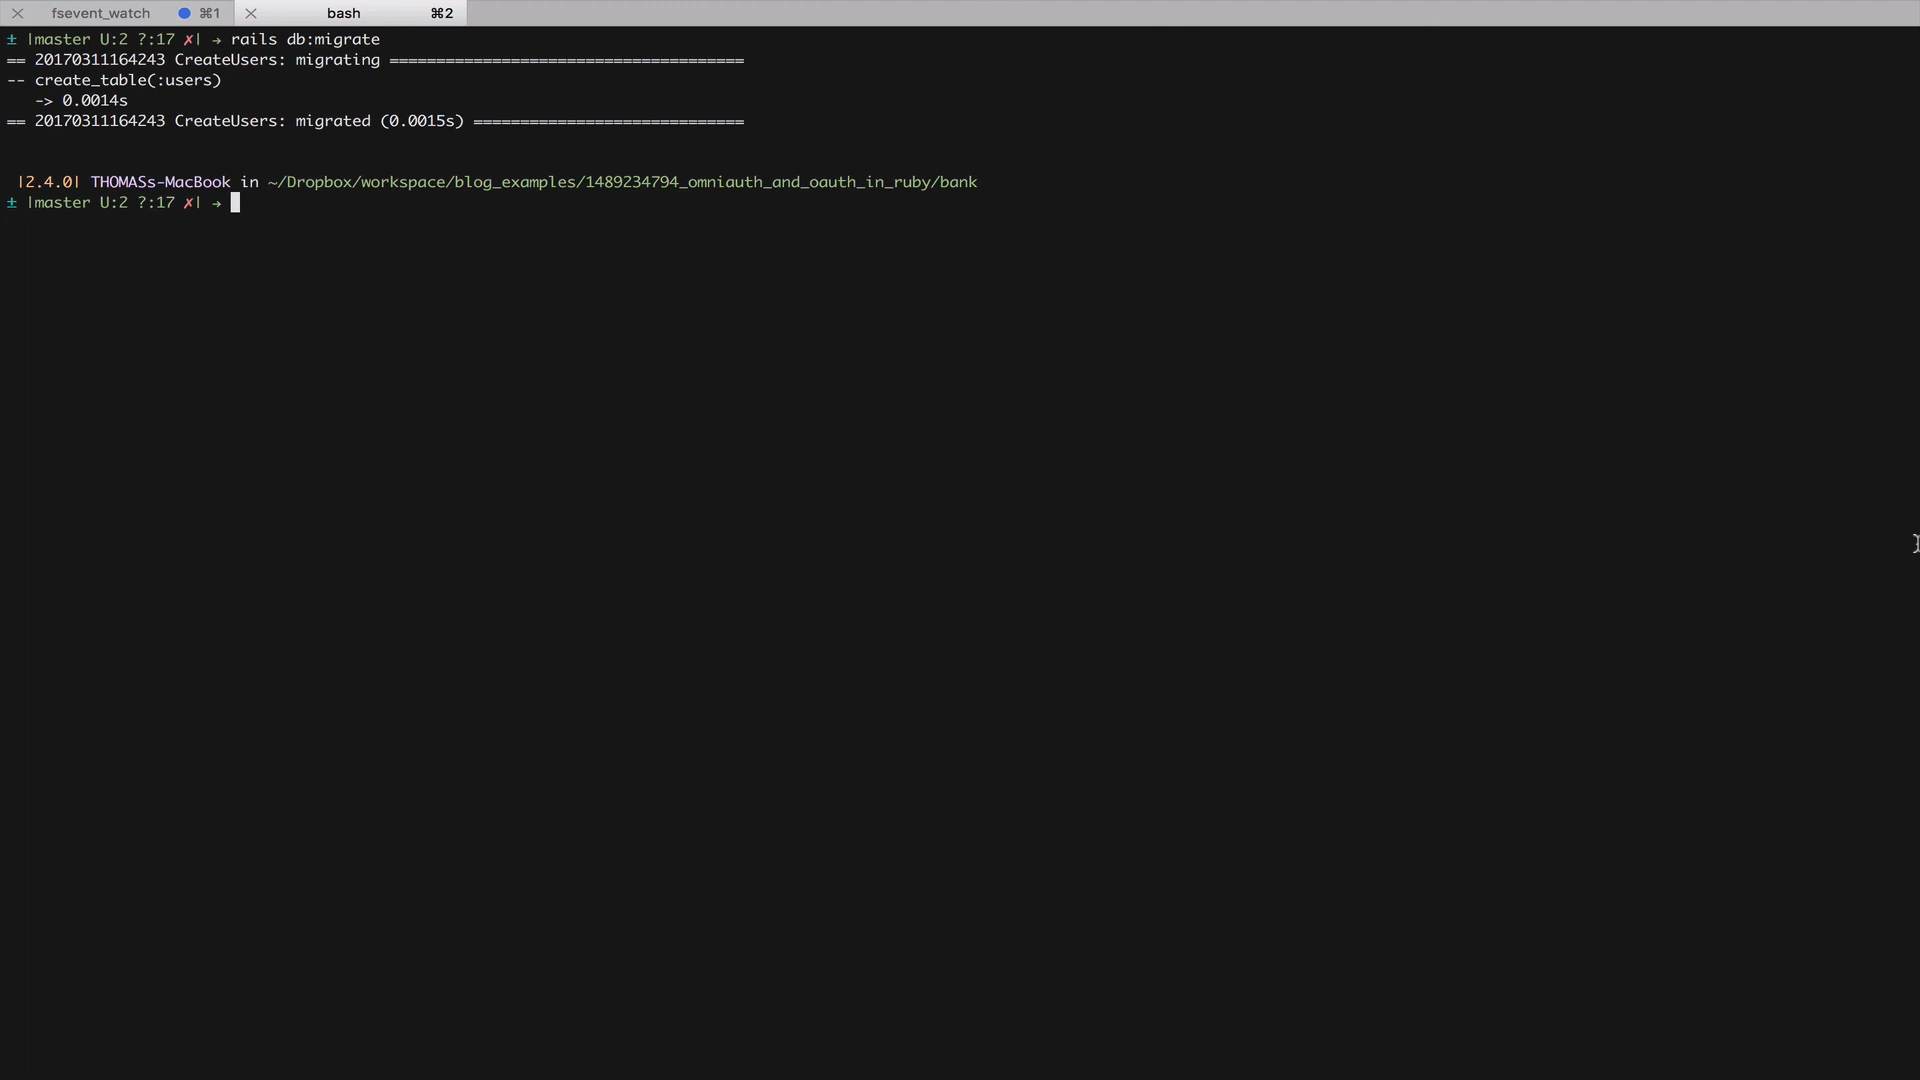 fsevent_watch ⌘1 bash ⌘2
± |master U:2 ?:17 ✗| → rails db:migrate
== 20170311164243 CreateUsers: migrating ======================================
-- create_table(:users)
   -> 0.0014s
== 20170311164243 CreateUsers: migrated (0.0015s) =============================
|2.4.0| THOMASs-MacBook in ~/Dropbox/workspace/blog_examples/1489234794_omniauth_and_oauth_in_ruby/bank
± |master U:2 ?:17 ✗| →